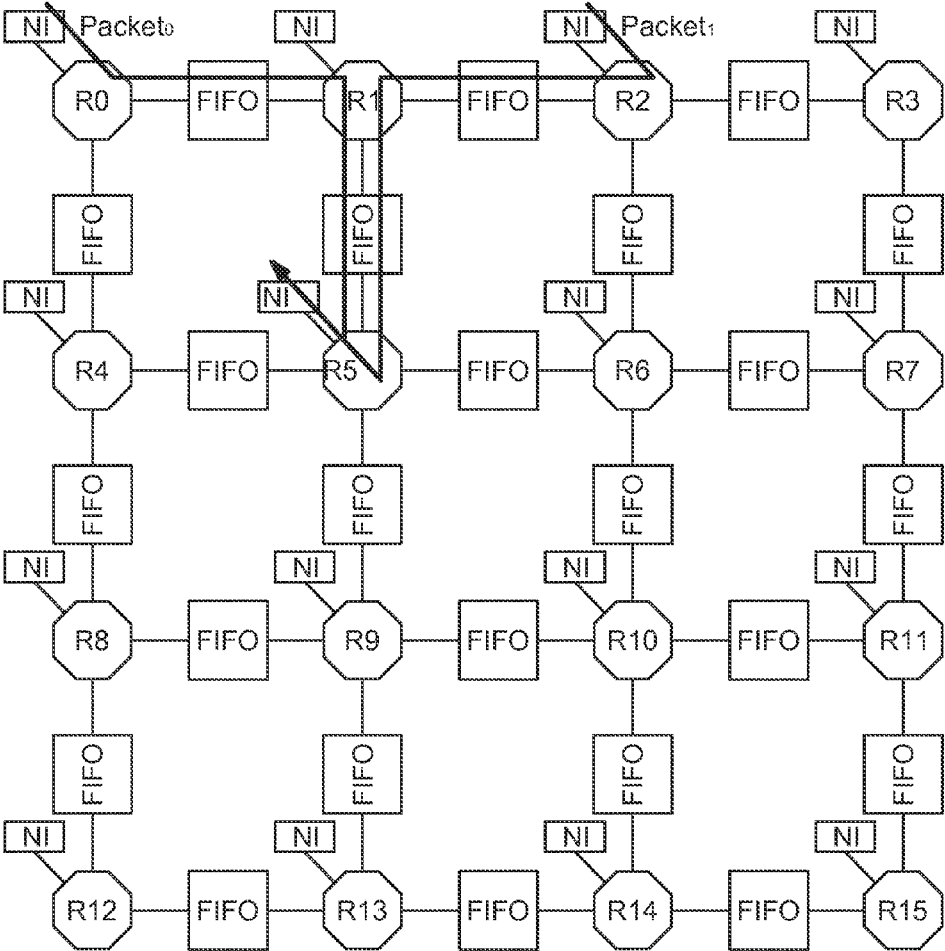 NI Packet₀ NI NI Packet₁ NI
R0 FIFO R1 FIFO R2 FIFO R3
FIFO FIFO FIFO FIFO
NI NI NI NI
R4 FIFO R5 FIFO R6 FIFO R7
FIFO FIFO FIFO FIFO
NI NI NI NI
R8 FIFO R9 FIFO R10 FIFO R11
FIFO FIFO FIFO FIFO
NI NI NI NI
R12 FIFO R13 FIFO R14 FIFO R15